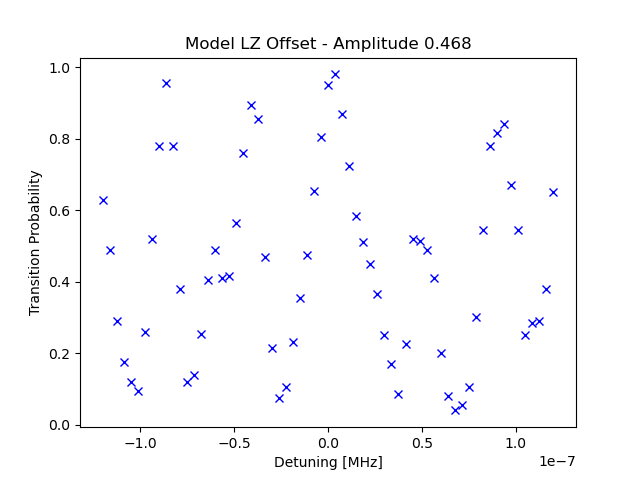 Model LZ Offset - Amplitude 0.468
1.0
0.8
0.6
0.4
0.2
0.0
Transition Probability
−1.0 −0.5 0.0 0.5 1.0
1e−7
Detuning [MHz]